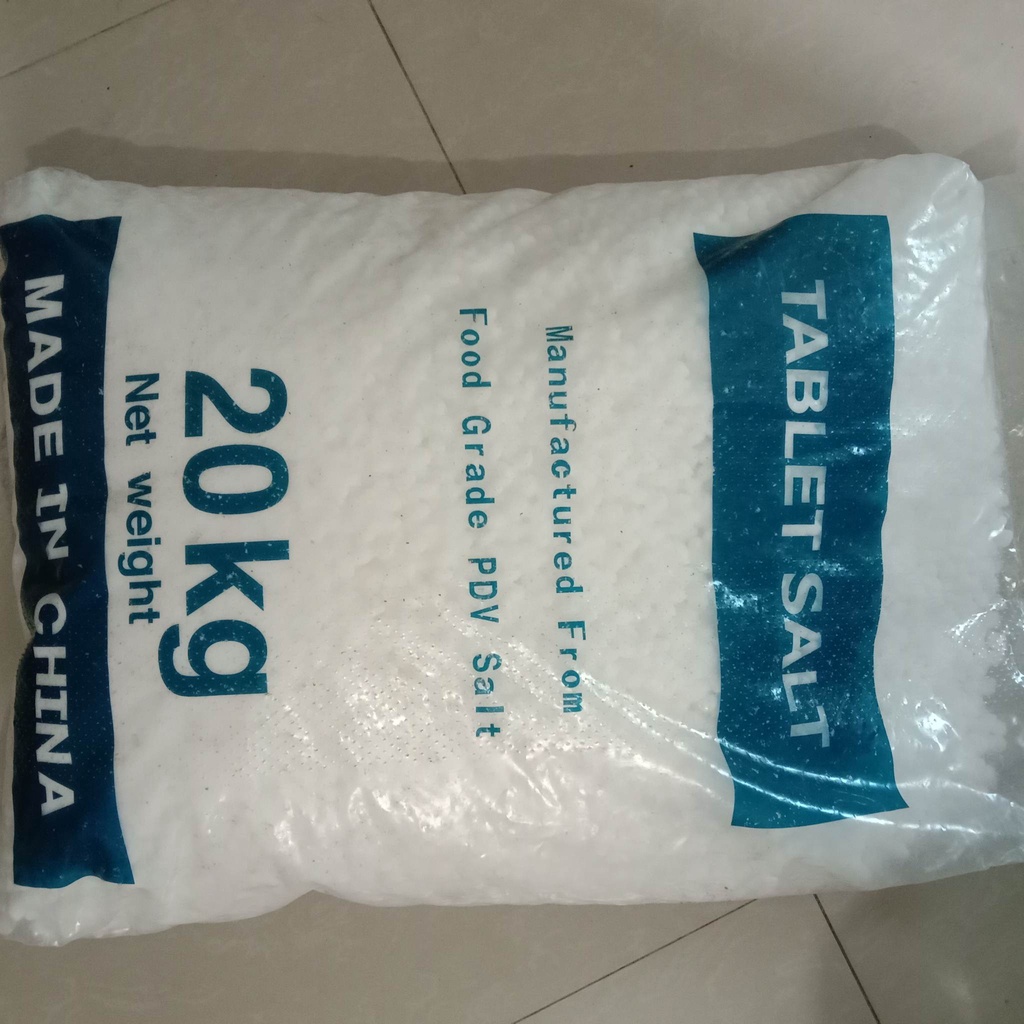 TABLET SALT
Manufactured From
Food Grade PDV Salt
20kg
Net weight
MADE IN CHINA